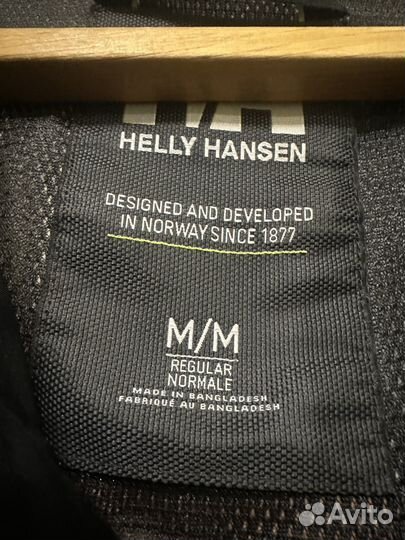 HELLY HANSEN
DESIGNED AND DEVELOPED
IN NORWAY SINCE 1877
M/M
REGULAR
NORMALE
MADE IN BANGLADESH
FABRIQUÉ AU BANGLADESH
Avito